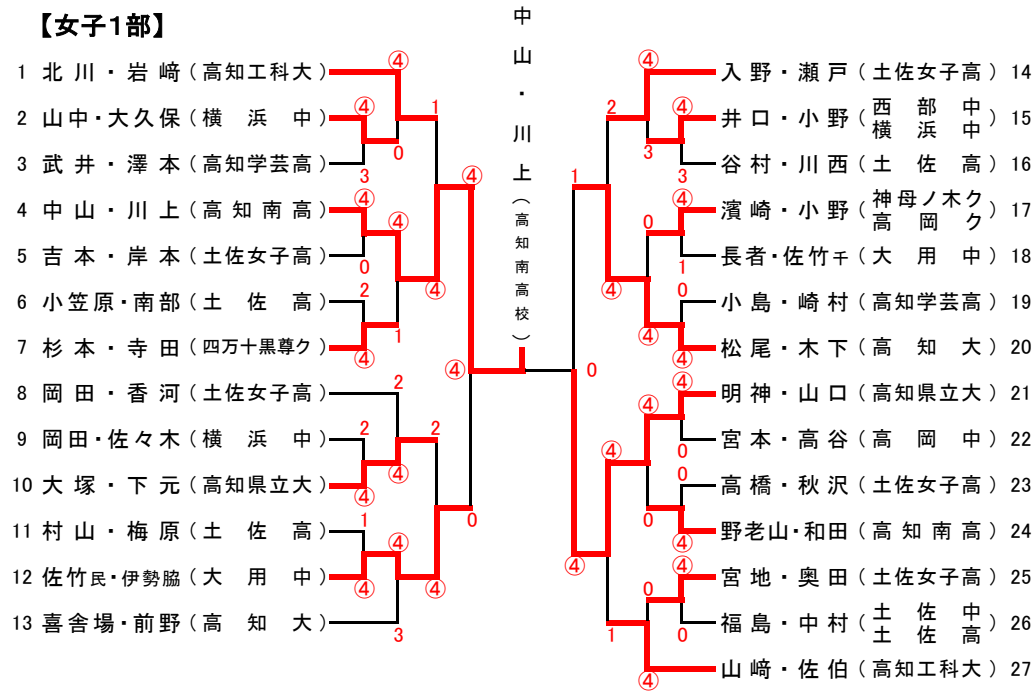 【女子1部】
中山・川上(高知南高校)
1 北川・岩﨑(高知工科大)
2 山中・大久保(横浜中)
3 武井・澤本(高知学芸高)
4 中山・川上(高知南高)
5 吉本・岸本(土佐女子高)
6 小笠原・南部(土佐高)
7 杉本・寺田(四万十黒尊ク)
8 岡田・香河(土佐女子高)
9 岡田・佐々木(横浜中)
10 大塚・下元(高知県立大)
11 村山・梅原(土佐高)
12 佐竹民・伊勢脇(大用中)
13 喜舎場・前野(高知大)
④
④ 1
0
3
④
④ ④
0
2 ④
1
④
④
2
2 2
④
④ 0
1
④
④ ④
3
④ 0
入野・瀬戸(土佐女子高) 14
井口・小野(西部中 横浜中) 15
谷村・川西(土佐高) 16
濱崎・小野(神母ノ木ク 高岡ク) 17
長者・佐竹千(大用中) 18
小島・崎村(高知学芸高) 19
松尾・木下(高知大) 20
明神・山口(高知県立大) 21
宮本・高谷(高岡中) 22
高橋・秋沢(土佐女子高) 23
野老山・和田(高知南高) 24
宮地・奥田(土佐女子高) 25
福島・中村(土佐中 土佐高) 26
山﨑・佐伯(高知工科大) 27
④
2 ④
3 3
1
0 ④
1
④ 0
④ ④
④
④
④ 0
0
0 ④
④
④
0
1 0
④